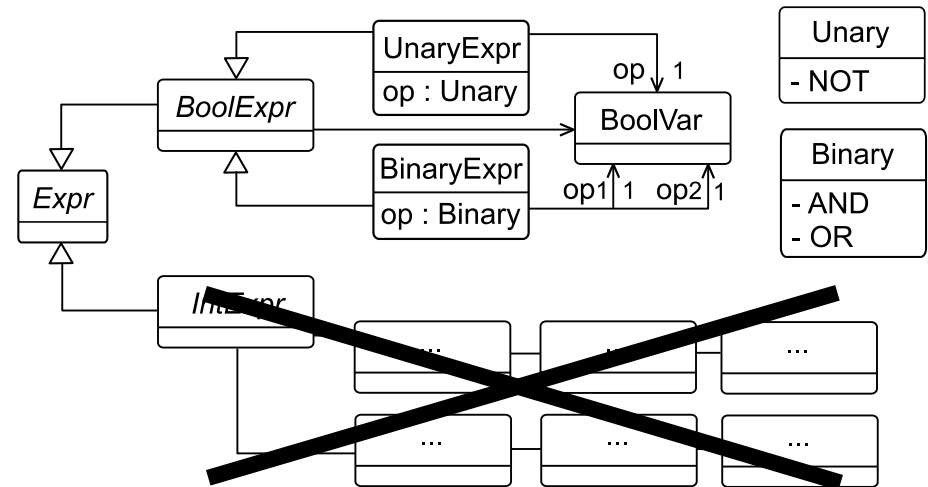 UnaryExpr
op : Unary
BoolExpr
op
1
BoolVar
Unary
- NOT
BinaryExpr
op : Binary
op1
1
op2
1
Binary
- AND
- OR
Expr
IntExpr
...
...
...
...
...
...